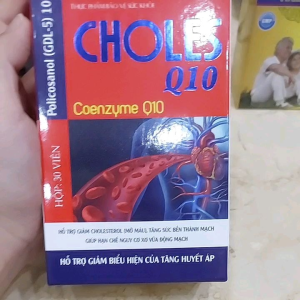 THỰC PHẨM BẢO VỆ SỨC KHỎE
CHOLES
Q10
Coenzyme Q10
Policosanol (GDL-5) 10
HỘP: 30 VIÊN
HỖ TRỢ GIẢM CHOLESTEROL (MỠ MÁU), TĂNG SỨC BỀN THÀNH MẠCH
GIÚP HẠN CHẾ NGUY CƠ XƠ VỮA ĐỘNG MẠCH
HỖ TRỢ GIẢM BIỂU HIỆN CỦA TĂNG HUYẾT ÁP